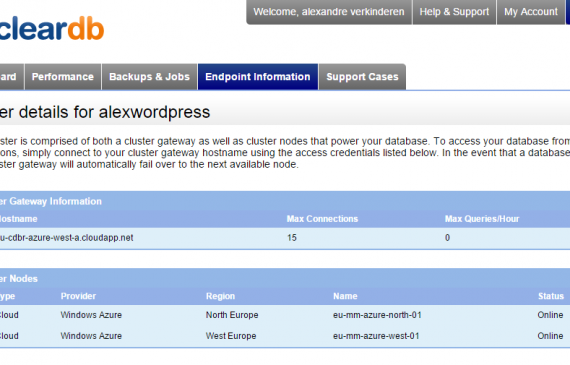 Welcome, alexandre verkinderen Help & Support My Account
cleardb
ard Performance Backups & Jobs Endpoint Information Support Cases
er details for alexwordpress
ster is comprised of both a cluster gateway as well as cluster nodes that power your database. To access your database from
ons, simply connect to your cluster gateway hostname using the access credentials listed below. In the event that a database
ster gateway will automatically fail over to the next available node.
er Gateway Information
Hostname Max Connections Max Queries/Hour
u-cdbr-azure-west-a.cloudapp.net 15 0
er Nodes
ype Provider Region Name Status
Cloud Windows Azure North Europe eu-mm-azure-north-01 Online
Cloud Windows Azure West Europe eu-mm-azure-west-01 Online